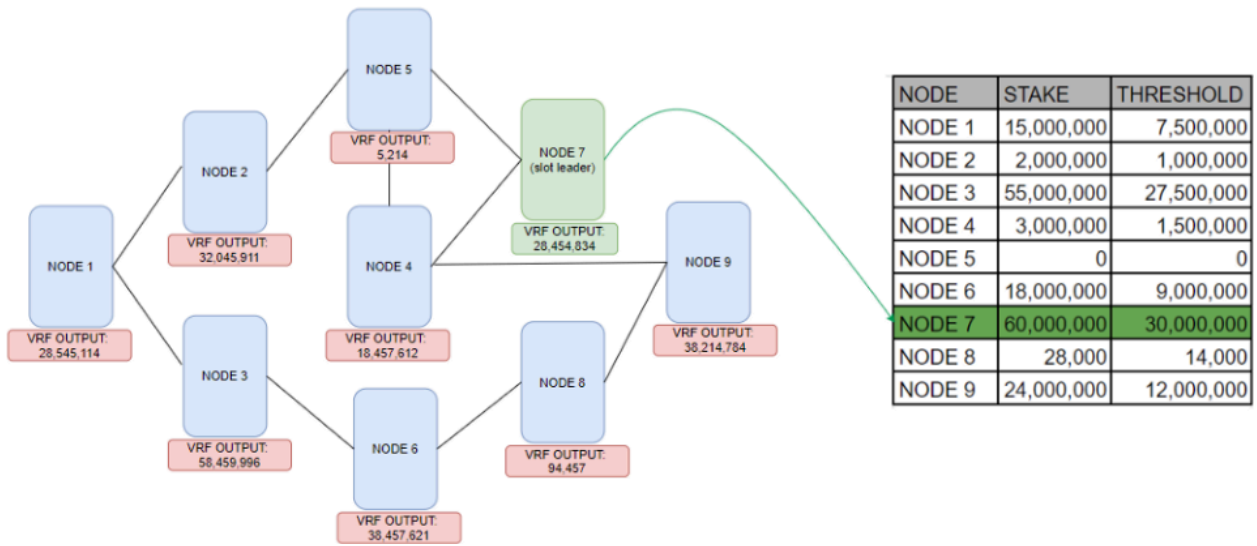 NODE 5
VRF OUTPUT:
5,214
NODE 2
VRF OUTPUT:
32,045,911
NODE 7
(slot leader)
VRF OUTPUT:
28,454,834
NODE 1
VRF OUTPUT:
28,545,114
NODE 4
VRF OUTPUT:
18,457,612
NODE 9
VRF OUTPUT:
38,214,784
NODE 3
VRF OUTPUT:
58,459,996
NODE 6
VRF OUTPUT:
38,457,621
NODE 8
VRF OUTPUT:
94,457
NODE STAKE THRESHOLD
NODE 1 15,000,000 7,500,000
NODE 2 2,000,000 1,000,000
NODE 3 55,000,000 27,500,000
NODE 4 3,000,000 1,500,000
NODE 5 0 0
NODE 6 18,000,000 9,000,000
NODE 7 60,000,000 30,000,000
NODE 8 28,000 14,000
NODE 9 24,000,000 12,000,000